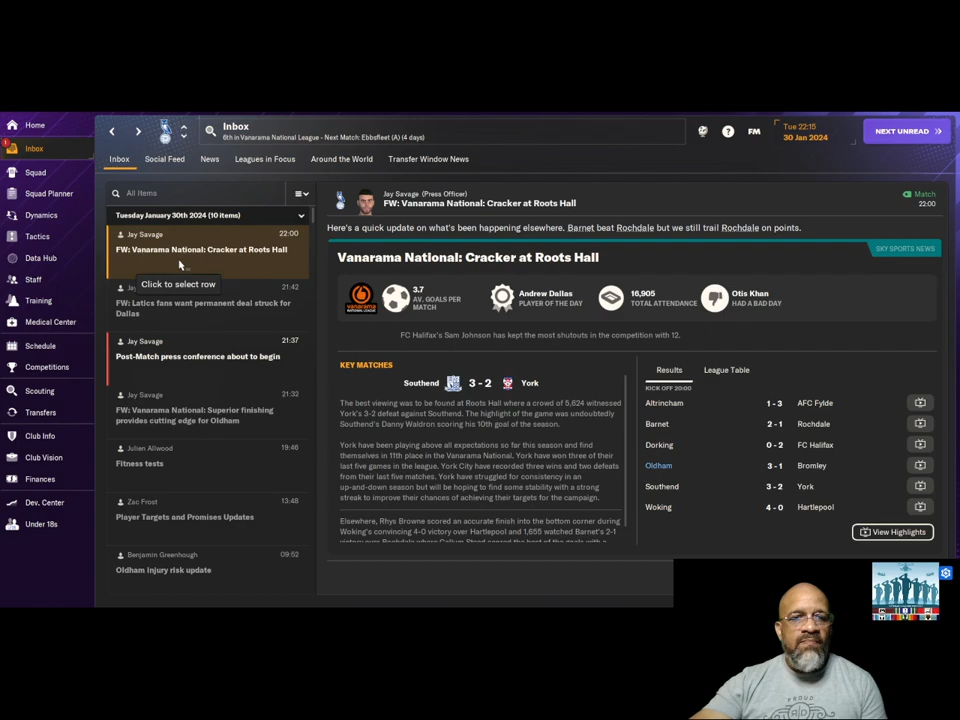 Home
Inbox
Squad
Squad Planner
Dynamics
Tactics
Data Hub
Staff
Training
Medical Center
Schedule
Competitions
Scouting
Transfers
Club Info
Club Vision
Finances
Dev. Center
Under 18s
Inbox
6th in Vanarama National League - Next Match: Ebbsfleet (A) (4 days)
FM
Tue 22:15
30 Jan 2024
NEXT UNREAD
Inbox Social Feed News Leagues in Focus Around the World Transfer Window News
All Items
Tuesday January 30th 2024 (10 items)
Jay Savage 22:00
FW: Vanarama National: Cracker at Roots Hall
Click to select row
21:42
FW: Latics fans want permanent deal struck for
Dallas
Jay Savage 21:37
Post-Match press conference about to begin
Jay Savage 21:32
FW: Vanarama National: Superior finishing
provides cutting edge for Oldham
Julien Allwood 19:46
Fitness tests
Zac Frost 13:48
Player Targets and Promises Updates
Benjamin Greenhough 09:52
Oldham injury risk update
Jay Savage (Press Officer)
FW: Vanarama National: Cracker at Roots Hall
Match
22:00
Here's a quick update on what's been happening elsewhere. Barnet beat Rochdale but we still trail Rochdale on points.
SKY SPORTS NEWS
Vanarama National: Cracker at Roots Hall
3.7
AV. GOALS PER
MATCH
Andrew Dallas
PLAYER OF THE DAY
16,905
TOTAL ATTENDANCE
Otis Khan
HAD A BAD DAY
FC Halifax's Sam Johnson has kept the most shutouts in the competition with 12.
KEY MATCHES
Southend 3 - 2 York
The best viewing was to be found at Roots Hall where a crowd of 5,624 witnessed
York's 3-2 defeat against Southend. The highlight of the game was undoubtedly
Southend's Danny Waldron scoring his 10th goal of the season.
York have been playing above all expectations so far this season and find
themselves in 11th place in the Vanarama National. York have won three of their
last five games in the league. York City have recorded three wins and two defeats
from their last five matches. York have struggled for consistency in an
up-and-down season but will be hoping to find some stability with a strong
streak to improve their chances of achieving their targets for the campaign.
Elsewhere, Rhys Browne scored an accurate finish into the bottom corner during
Woking's convincing 4-0 victory over Hartlepool and 1,655 watched Barnet's 2-1
Results League Table
KICK OFF 20:00
Altrincham 1 - 3 AFC Fylde
Barnet 2 - 1 Rochdale
Dorking 0 - 2 FC Halifax
Oldham 3 - 1 Bromley
Southend 3 - 2 York
Woking 4 - 0 Hartlepool
View Highlights
PROUD